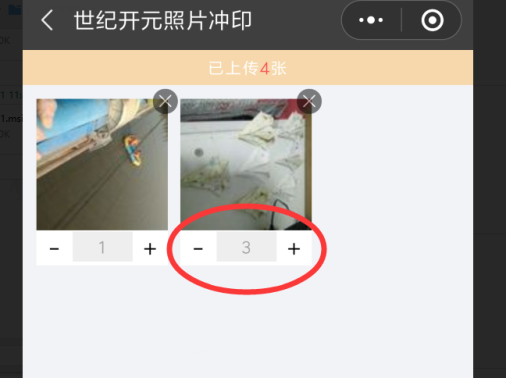 世纪开元照片冲印
已上传4张
- 1 +
- 3 +